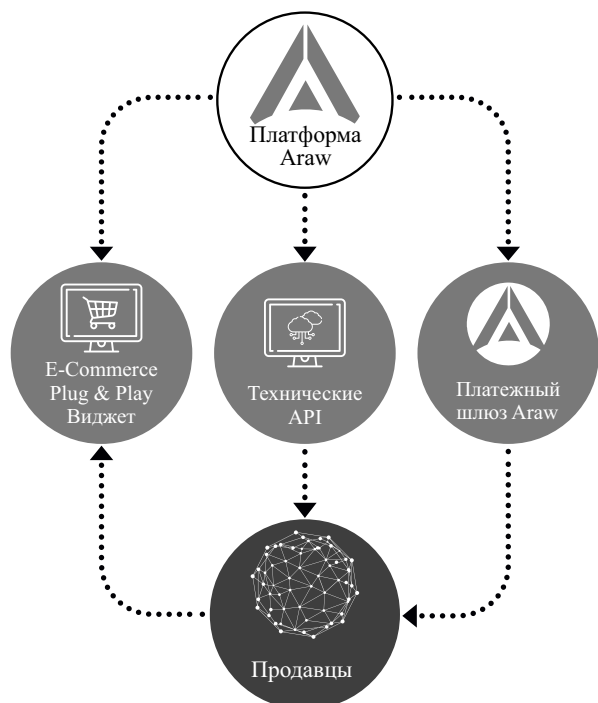 Платформа
Araw
E-Commerce
Plug & Play
Виджет
Технические
API
Платежный
шлюз Araw
Продавцы